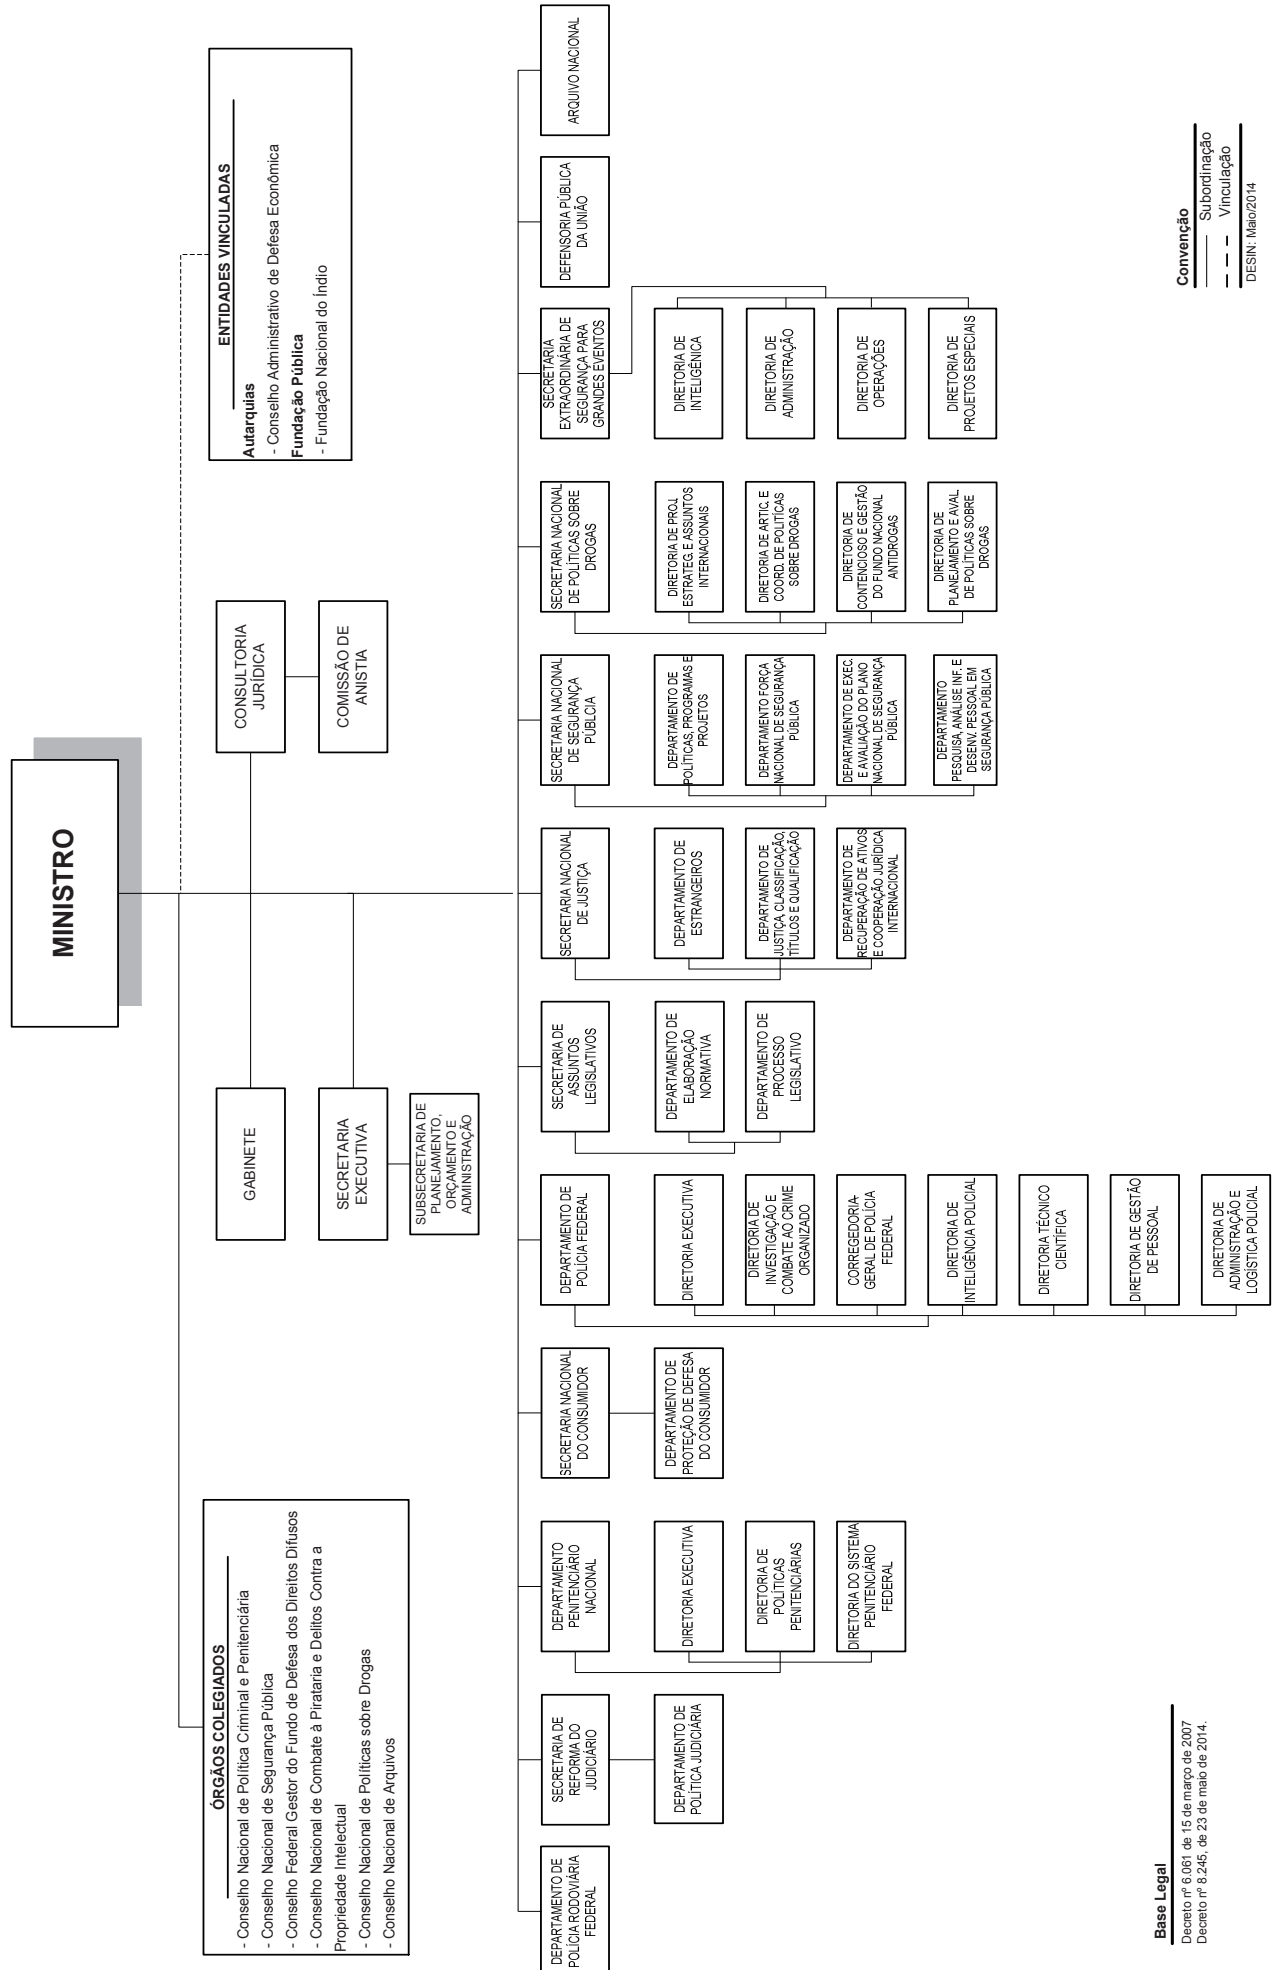 MINISTRO
ÓRGÃOS COLEGIADOS
- Conselho Nacional de Política Criminal e Penitenciária
- Conselho Nacional de Segurança Pública
- Conselho Federal Gestor do Fundo de Defesa dos Direitos Difusos
- Conselho Nacional de Combate à Pirataria e Delitos Contra a
Propriedade Intelectual
- Conselho Nacional de Políticas sobre Drogas
- Conselho Nacional de Arquivos
GABINETE
CONSULTORIA
JURÍDICA
ENTIDADES VINCULADAS
Autarquias
- Conselho Administrativo de Defesa Econômica
Fundação Pública
- Fundação Nacional do Índio
SECRETARIA
EXECUTIVA
COMISSÃO DE
ANISTIA
SUBSECRETARIA DE
PLANEJAMENTO,
ORÇAMENTO E
ADMINISTRAÇÃO
DEPARTAMENTO DE
POLÍCIA RODOVIÁRIA
FEDERAL
SECRETARIA DE
REFORMA DO
JUDICIÁRIO
DEPARTAMENTO DE
POLÍTICA JUDICIÁRIA
DEPARTAMENTO
PENITENCIÁRIO
NACIONAL
DIRETORIA EXECUTIVA
DIRETORIA DE
POLÍTICAS
PENITENCIÁRIAS
DIRETORIA DO SISTEMA
PENITENCIÁRIO
FEDERAL
SECRETARIA NACIONAL
DO CONSUMIDOR
DEPARTAMENTO DE
PROTEÇÃO DE DEFESA
DO CONSUMIDOR
DEPARTAMENTO DE
POLÍCIA FEDERAL
DIRETORIA EXECUTIVA
DIRETORIA DE
INVESTIGAÇÃO E
COMBATE AO CRIME
ORGANIZADO
CORREGEDORIA-
GERAL DE POLÍCIA
FEDERAL
DIRETORIA DE
INTELIGÊNCIA POLICIAL
DIRETORIA TÉCNICO
CIENTÍFICA
DIRETORIA DE GESTÃO
DE PESSOAL
DIRETORIA DE
ADMINISTRAÇÃO E
LOGÍSTICA POLICIAL
SECRETARIA DE
ASSUNTOS
LEGISLATIVOS
DEPARTAMENTO DE
ELABORAÇÃO
NORMATIVA
DEPARTAMENTO DE
PROCESSO
LEGISLATIVO
SECRETARIA NACIONAL
DE JUSTIÇA
DEPARTAMENTO DE
ESTRANGEIROS
DEPARTAMENTO DE
JUSTIÇA, CLASSIFICAÇÃO,
TÍTULOS E QUALIFICAÇÃO
DEPARTAMENTO DE
RECUPERAÇÃO DE ATIVOS
E COOPERAÇÃO JURÍDICA
INTERNACIONAL
SECRETARIA NACIONAL
DE SEGURANÇA
PÚBLCIA
DEPARTAMENTO DE
POLÍTICAS, PROGRAMAS E
PROJETOS
DEPARTAMENTO FORÇA
NACIONAL DE SEGURANÇA
PÚBLICA
DEPARTAMENTO DE EXEC.
E AVALIAÇÃO DO PLANO
NACIONAL DE SEGURANÇA
PÚBLICA
DEPARTAMENTO
PESQUISA, ANÁLISE INF. E
DESENV. PESSOAL EM
SEGURANÇA PÚBLICA
SECRETARIA NACIONAL
DE POLÍTICAS SOBRE
DROGAS
DIRETORIA DE PROJ.
ESTRATEG. E ASSUNTOS
INTERNACIONAIS
DIRETORIA DE ARTIC. E
COORD. DE POLITÍCAS
SOBRE DROGAS
DIRETORIA DE
CONTENCIOSO E GESTÃO
DO FUNDO NACIONAL
ANTIDROGAS
DIRETORIA DE
PLANEJAMENTO E AVAL.
DE POLÍTICAS SOBRE
DROGAS
SECRETARIA
EXTRAORDINÁRIA DE
SEGURANÇA PARA
GRANDES EVENTOS
DIRETORIA DE
INTELIGÊNICA
DIRETORIA DE
ADMINISTRAÇÃO
DIRETORIA DE
OPERAÇÕES
DIRETORIA DE
PROJETOS ESPECIAIS
DEFENSORIA PÚBLICA
DA UNIÃO
ARQUIVO NACIONAL
Base Legal
Decreto nº 6.061 de 15 de março de 2007
Decreto nº 8.245, de 23 de maio de 2014.
Convenção
Subordinação
Vinculação
DESIN: Maio/2014